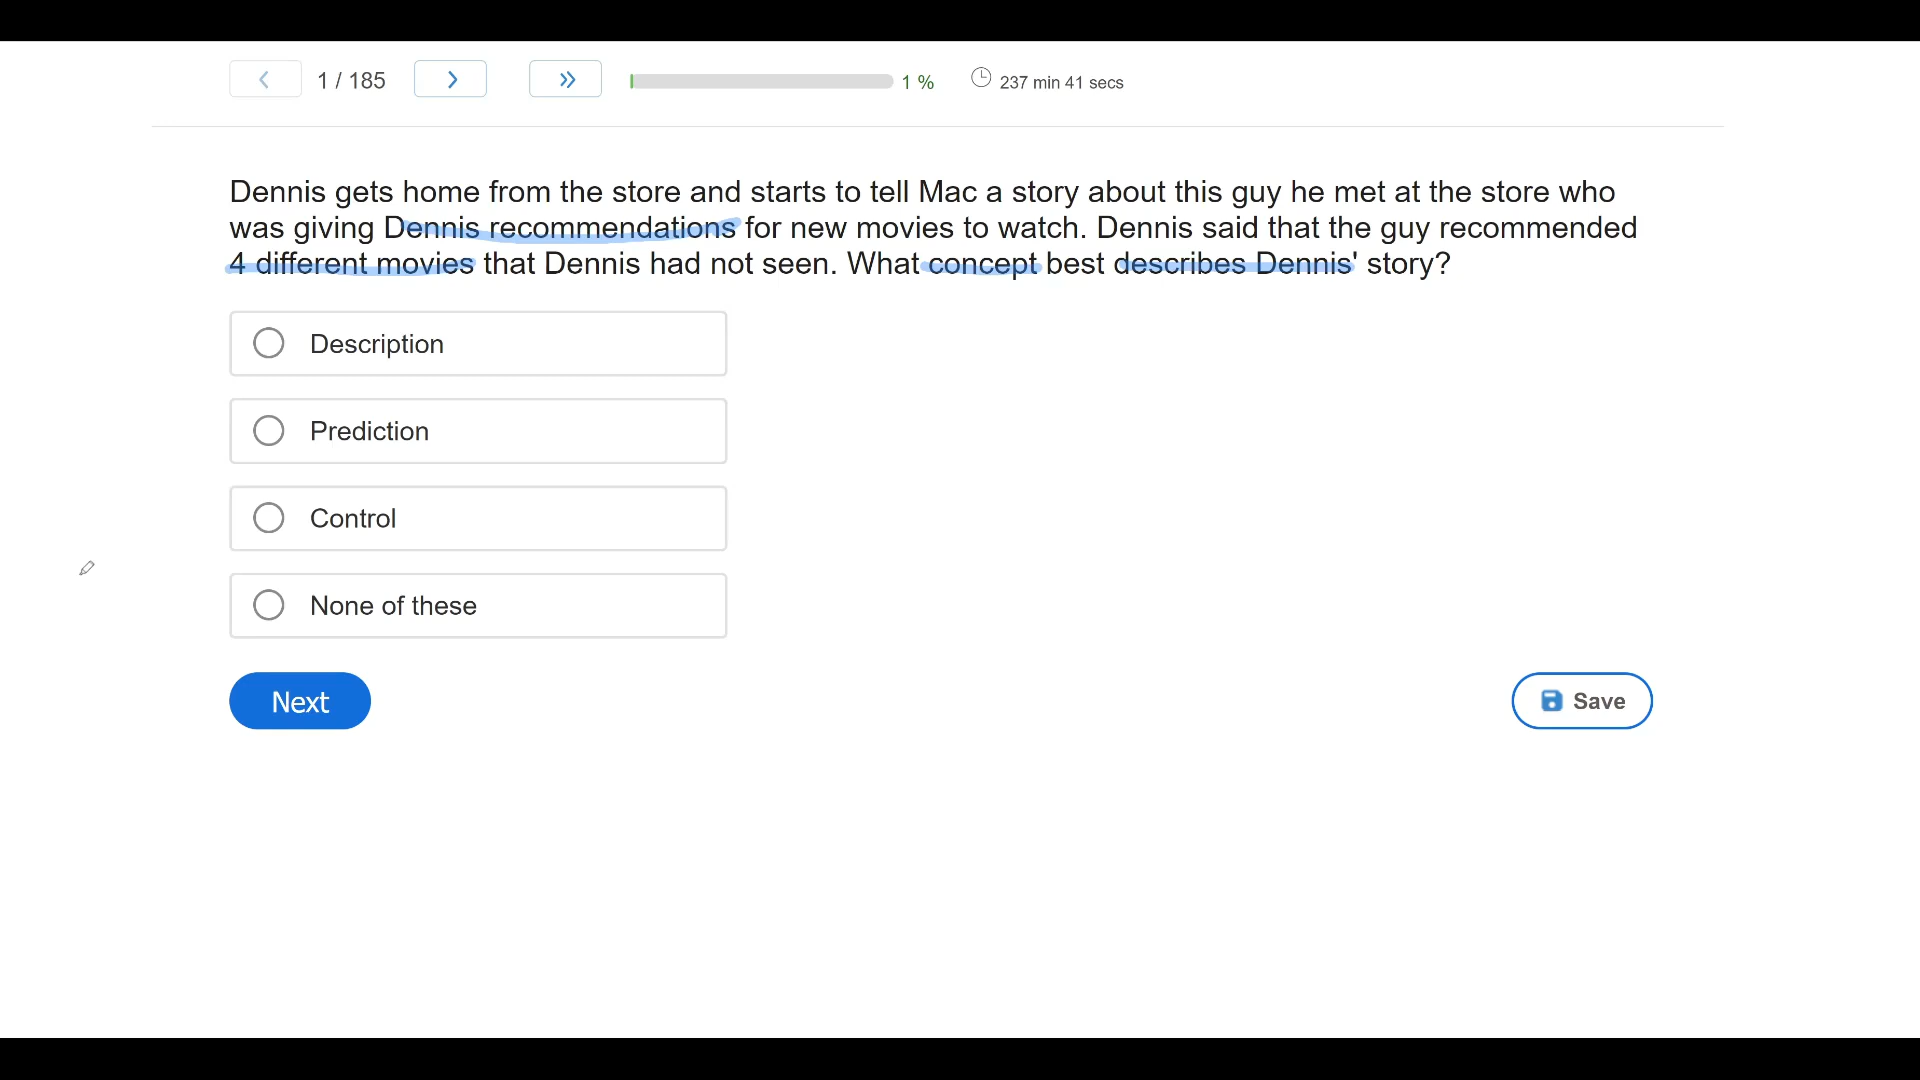 1 / 185
1 %
237 min 41 secs
Dennis gets home from the store and starts to tell Mac a story about this guy he met at the store who
was giving Dennis recommendations for new movies to watch. Dennis said that the guy recommended
4 different movies that Dennis had not seen. What concept best describes Dennis' story?
Description
Prediction
Control
None of these
Next
Save